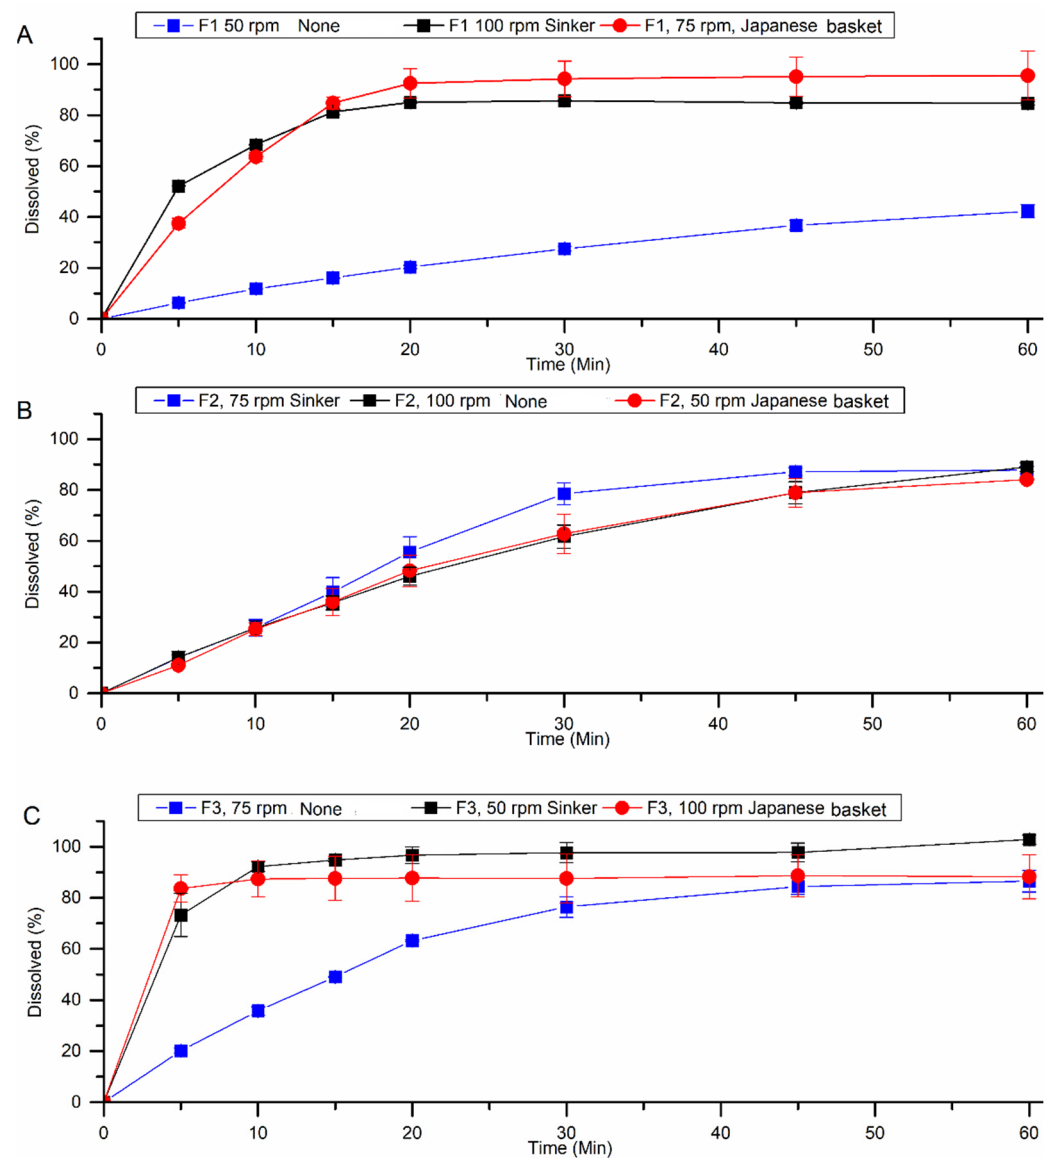 A
F1 50 rpm None F1 100 rpm Sinker F1, 75 rpm, Japanese basket
100
80
60
40
20
0
Dissolved (%)
0 10 20 30 40 50 60
Time (Min)
B
F2, 75 rpm Sinker F2, 100 rpm None F2, 50 rpm Japanese basket
100
80
60
40
20
0
Dissolved (%)
0 10 20 30 40 50 60
Time (Min)
C
F3, 75 rpm None : F3, 50 rpm Sinker F3, 100 rpm Japanese basket
100
80
60
40
20
0
Dissolved (%)
0 10 20 30 40 50 60
Time (Min)